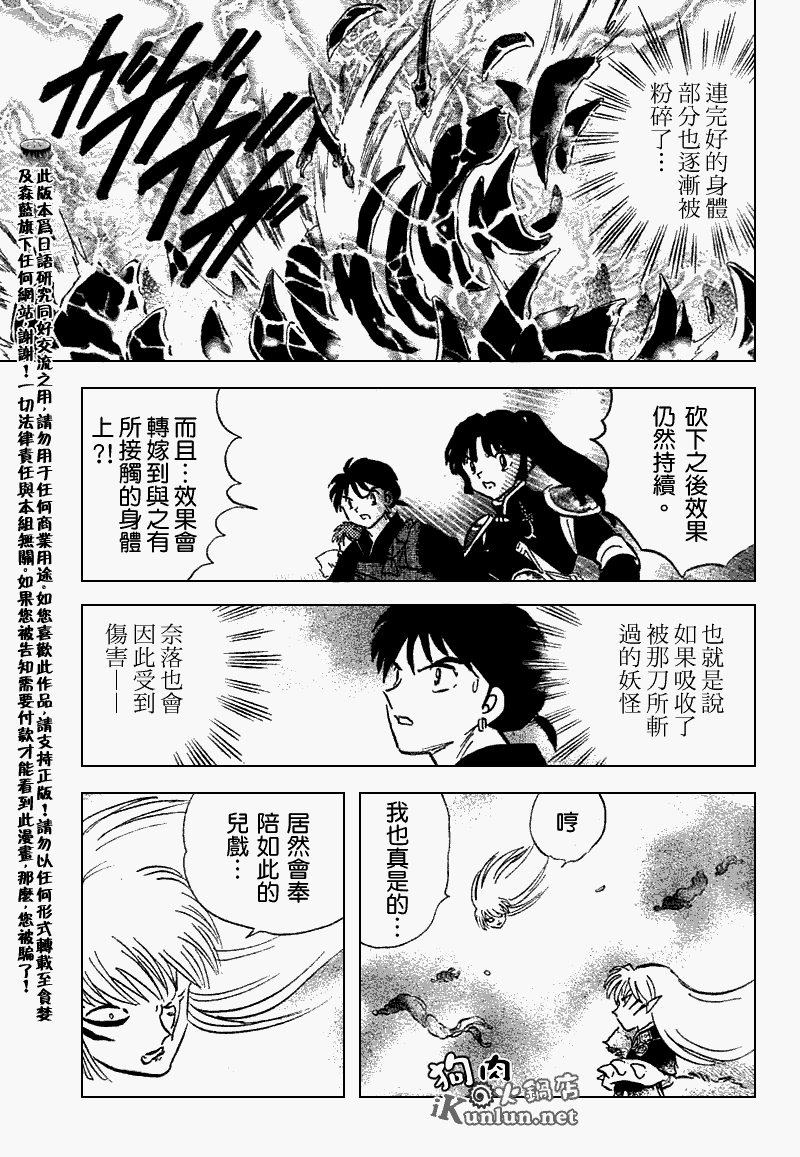 連完好的身體
部分也逐漸被
粉碎了…
ガガガガ
砍下之後效果
仍然持續。
而且…效果會
轉嫁到與之有
所接觸的身體
上?!
也就是說
如果吸收了
被那刀所斬
過的妖怪
奈落也會
因此受到
傷害——
哼
我也真是的…
居然會奉
陪如此的
兒戲…
此版本爲日語研究同好交流之用,請勿用于任何商業用途。如您喜歡此作品,請支持正版!請勿以任何形式轉載至貪婪
及森藍旗下任何網站,謝謝!一切法律責任與本組無關。如果您被告知需要付款才能看到此漫畫,那麼,您被騙了!
狗肉火鍋店
iKunlun.net